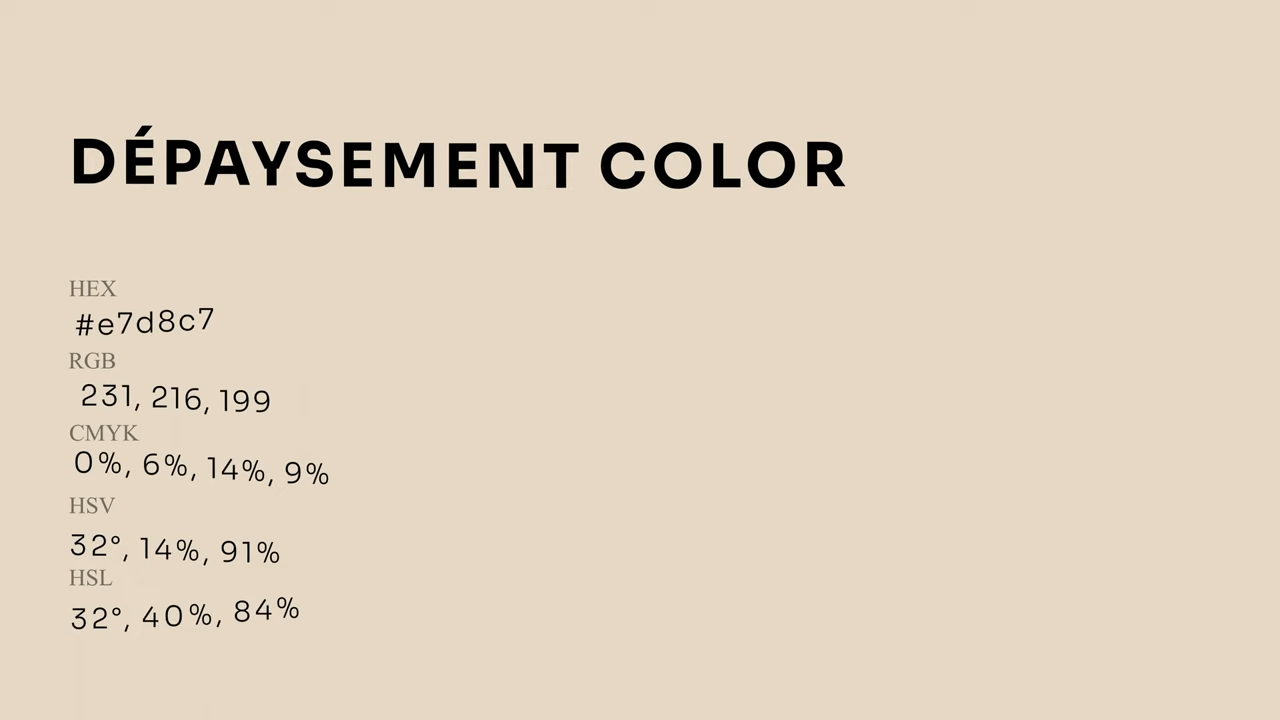 DÉPAYSEMENT COLOR
HEX
#e7d8c7
RGB
231, 216, 199
CMYK
0%, 6%, 14%, 9%
HSV
32°, 14%, 91%
HSL
32°, 40%, 84%